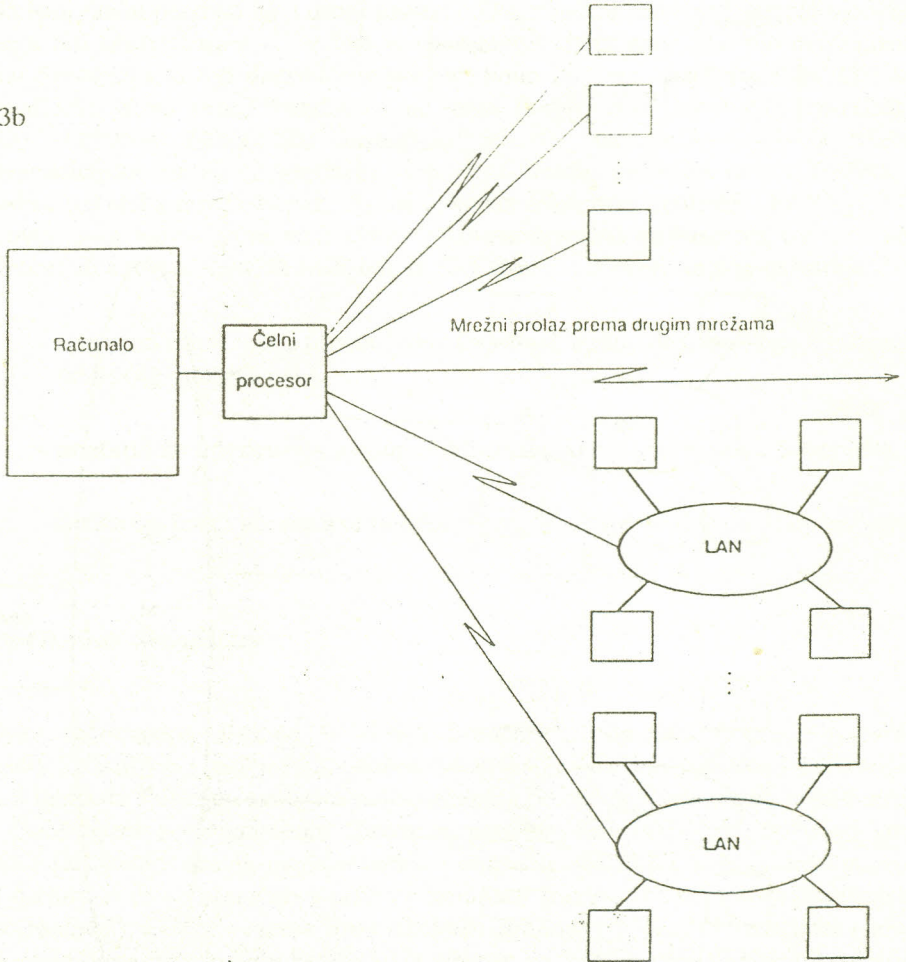 3b
Računalo
Čelni
procesor
Mrežni prolaz prema drugim mrežama
LAN
LAN